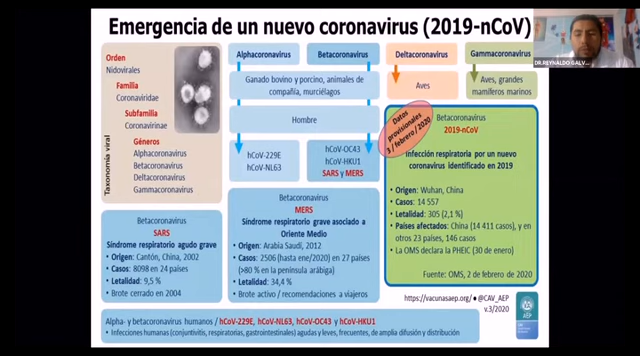 Emergencia de un nuevo coronavirus (2019-nCoV)
DR.REYNALDO GALV...
Taxonomía viral
Orden
Nidovirales
Familia
Coronaviridae
Subfamilia
Coronavirinae
Géneros
Alphacoronavirus
Betacoronavirus
Deltacoronavirus
Gammacoronavirus
Alphacoronavirus
Betacoronavirus
Deltacoronavirus
Gammacoronavirus
Ganado bovino y porcino, animales de
compañía, murciélagos
Aves
Aves, grandes
mamíferos marinos
Hombre
hCoV-229E
hCoV-NL63
hCoV-OC43
hCoV-HKU1
SARS y MERS
Datos
provisionales
3 / febrero / 2020
Betacoronavirus
2019-nCoV
Infección respiratoria por un nuevo
coronavirus identificado en 2019
• Origen: Wuhan, China
• Casos: 14 557
• Letalidad: 305 (2,1 %)
• Países afectados: China (14 411 casos), y en
otros 23 países, 146 casos
• La OMS declara la PHEIC (30 de enero)
Fuente: OMS, 2 de febrero de 2020
Betacoronavirus
SARS
Síndrome respiratorio agudo grave
• Origen: Cantón, China, 2002
• Casos: 8098 en 24 países
• Letalidad: 9,5 %
• Brote cerrado en 2004
Betacoronavirus
MERS
Síndrome respiratorio grave asociado a
Oriente Medio
• Origen: Arabia Saudí, 2012
• Casos: 2506 (hasta ene/2020) en 27 países
(>80 % en la península arábiga)
• Letalidad: 34,4 %
• Brote activo / recomendaciones a viajeros
https://vacunasaep.org/ • @CAV_AEP
v.3/2020
AEP
Alpha- y betacoronavirus humanos / hCoV-229E, hCoV-NL63, hCoV-OC43 y hCoV-HKU1
• Infecciones humanas (conjuntivitis, respiratorias, gastrointestinales) agudas y leves, frecuentes, de amplia difusión y distribución